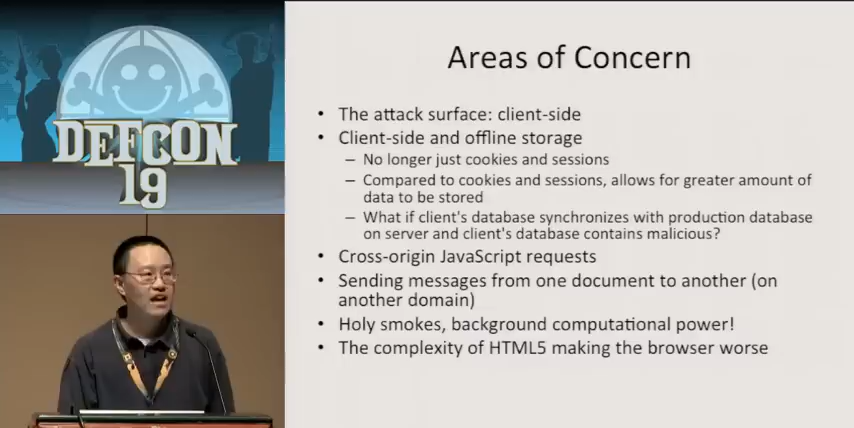 DEFCON
19
Areas of Concern
• The attack surface: client-side
• Client-side and offline storage
– No longer just cookies and sessions
– Compared to cookies and sessions, allows for greater amount of
data to be stored
– What if client's database synchronizes with production database
on server and client's database contains malicious?
• Cross-origin JavaScript requests
• Sending messages from one document to another (on
another domain)
• Holy smokes, background computational power!
• The complexity of HTML5 making the browser worse